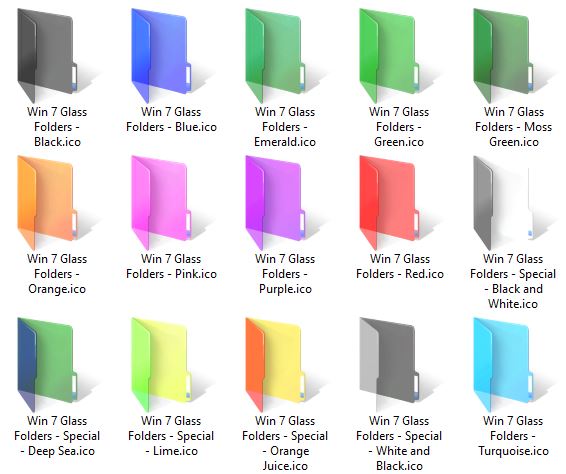 Win 7 Glass
Folders -
Black.ico
Win 7 Glass
Folders - Blue.ico
Win 7 Glass
Folders -
Emerald.ico
Win 7 Glass
Folders -
Green.ico
Win 7 Glass
Folders - Moss
Green.ico
Win 7 Glass
Folders -
Orange.ico
Win 7 Glass
Folders - Pink.ico
Win 7 Glass
Folders -
Purple.ico
Win 7 Glass
Folders - Red.ico
Win 7 Glass
Folders - Special
- Black and
White.ico
Win 7 Glass
Folders - Special
- Deep Sea.ico
Win 7 Glass
Folders - Special
- Lime.ico
Win 7 Glass
Folders - Special
- Orange
Juice.ico
Win 7 Glass
Folders - Special
- White and
Black.ico
Win 7 Glass
Folders -
Turquoise.ico